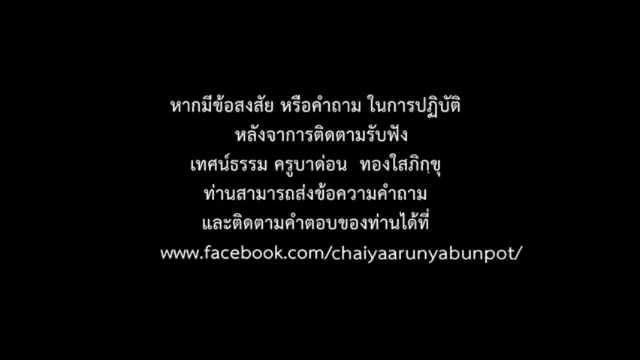 หากมีข้อสงสัย หรือคำถาม ในการปฏิบัติ
หลังจาการติดตามรับฟัง
เทศน์ธรรม ครูบาด่อน ทองใสภิกฺขุ
ท่านสามารถส่งข้อความคำถาม
และติดตามคำตอบของท่านได้ที่
www.facebook.com/chaiyaarunyabunpot/